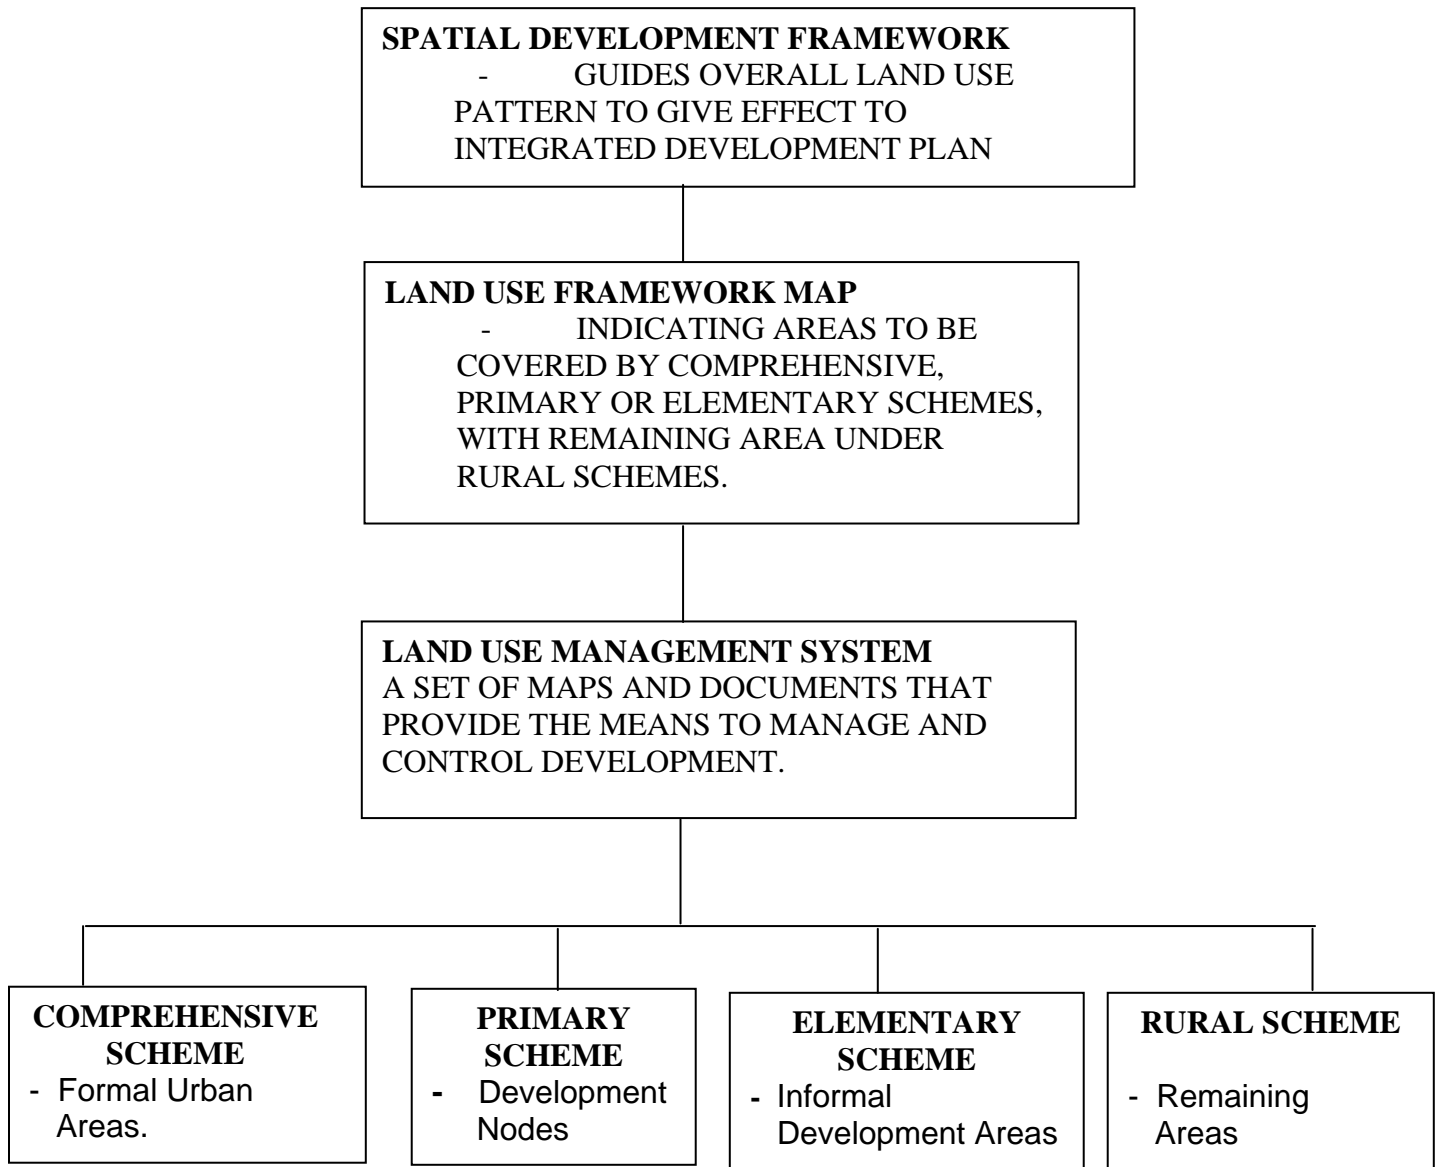 SPATIAL DEVELOPMENT FRAMEWORK
- GUIDES OVERALL LAND USE
PATTERN TO GIVE EFFECT TO
INTEGRATED DEVELOPMENT PLAN
LAND USE FRAMEWORK MAP
- INDICATING AREAS TO BE
COVERED BY COMPREHENSIVE,
PRIMARY OR ELEMENTARY SCHEMES,
WITH REMAINING AREA UNDER
RURAL SCHEMES.
LAND USE MANAGEMENT SYSTEM
A SET OF MAPS AND DOCUMENTS THAT
PROVIDE THE MEANS TO MANAGE AND
CONTROL DEVELOPMENT.
COMPREHENSIVE
SCHEME
- Formal Urban
Areas.
PRIMARY
SCHEME
- Development
Nodes
ELEMENTARY
SCHEME
- Informal
Development Areas
RURAL SCHEME
- Remaining
Areas